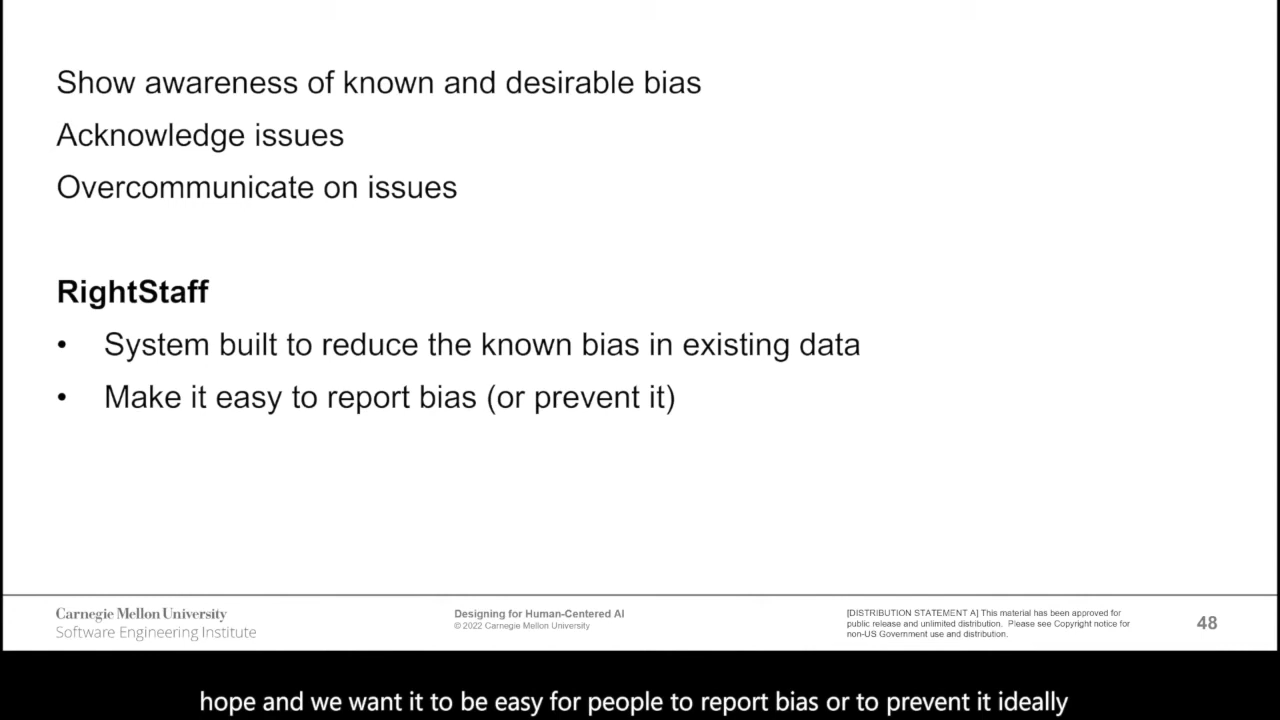 Show awareness of known and desirable bias
Acknowledge issues
Overcommunicate on issues
RightStaff
• System built to reduce the known bias in existing data
• Make it easy to report bias (or prevent it)
Carnegie Mellon University
Software Engineering Institute
Designing for Human-Centered AI
© 2022 Carnegie Mellon University
[DISTRIBUTION STATEMENT A] This material has been approved for
public release and unlimited distribution. Please see Copyright notice for
non-US Government use and distribution.
48
hope and we want it to be easy for people to report bias or to prevent it ideally